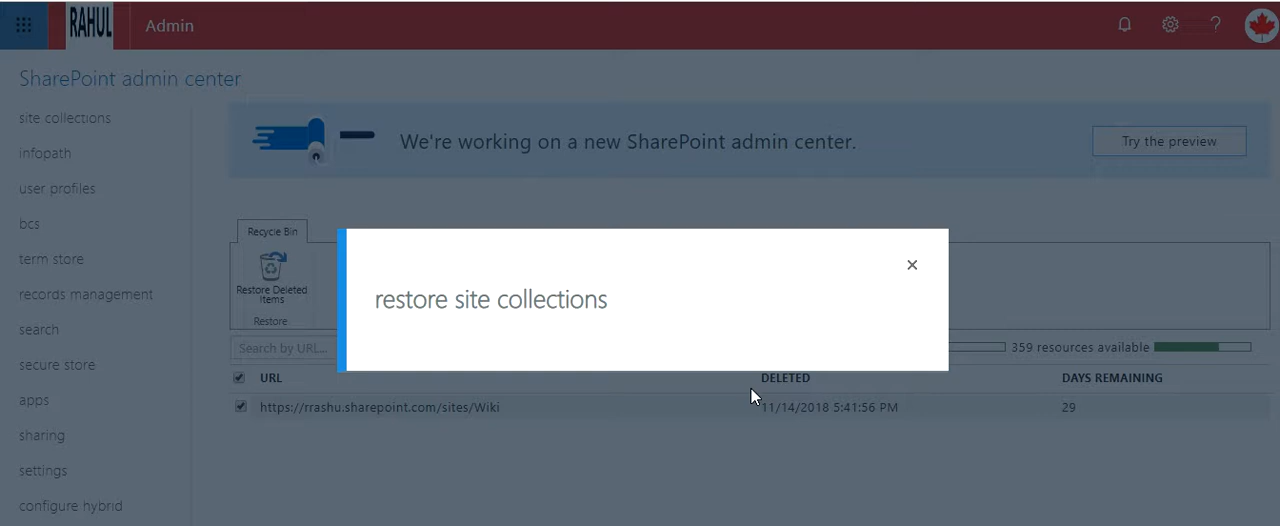 RAHUL
Admin
?
SharePoint admin center
site collections
infopath
user profiles
bcs
term store
records management
search
secure store
apps
sharing
settings
configure hybrid
We're working on a new SharePoint admin center.
Try the preview
Recycle Bin
Restore Deleted
Items
Restore
restore site collections
Search by URL...
359 resources available
URL DELETED DAYS REMAINING
https://rrashu.sharepoint.com/sites/Wiki 11/14/2018 5:41:56 PM 29